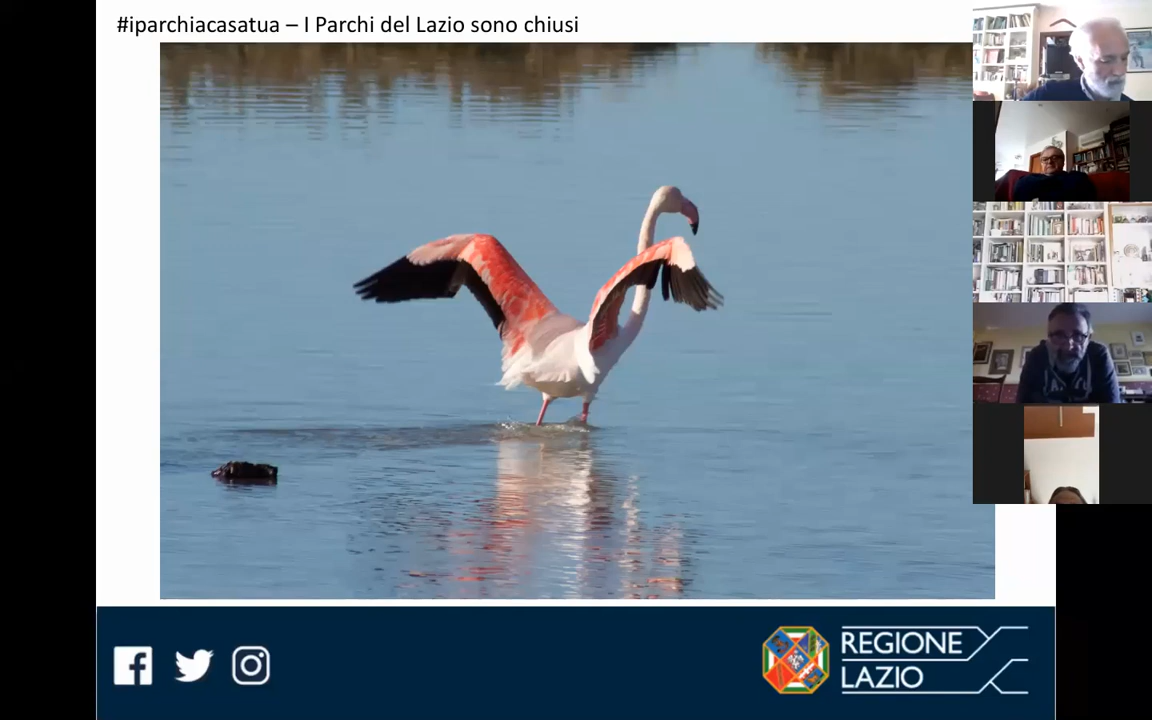 #iparchiacasatua – I Parchi del Lazio sono chiusi
REGIONE
LAZIO